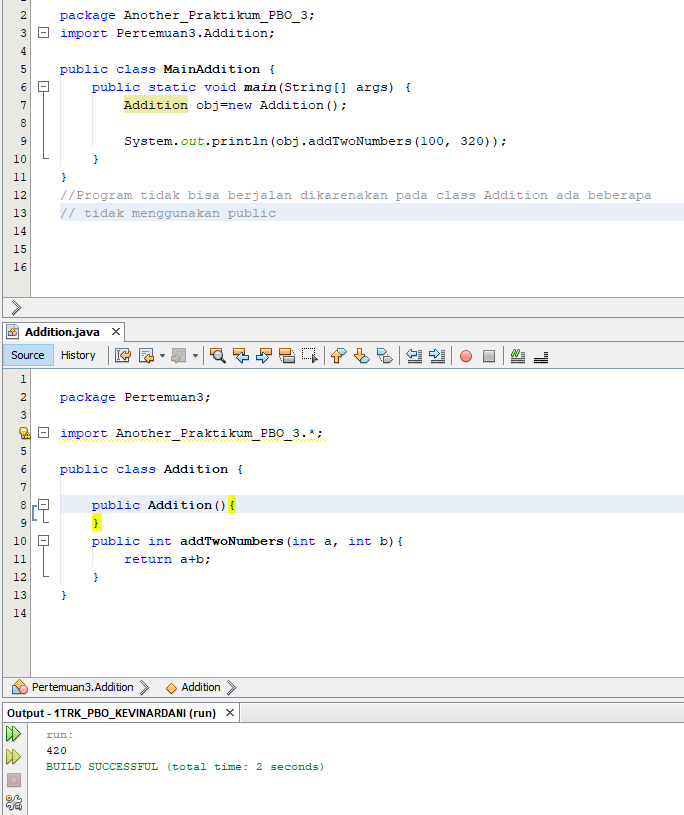 2 package Another_Praktikum_PBO_3;
3 import Pertemuan3.Addition;
4
5 public class MainAddition {
6 public static void main(String[] args) {
7 Addition obj=new Addition();
8
9 System.out.println(obj.addTwoNumbers(100, 320));
10 }
11 }
12 //Program tidak bisa berjalan dikarenakan pada class Addition ada beberapa
13 // tidak menggunakan public
14
15
16
Addition.java
Source History
1
2 package Pertemuan3;
3
import Another_Praktikum_PBO_3.*;
5
6 public class Addition {
7
8 public Addition(){
9 }
10 public int addTwoNumbers(int a, int b){
11 return a+b;
12 }
13 }
14
Pertemuan3.Addition Addition
Output - 1TRK_PBO_KEVINARDANI (run)
run:
420
BUILD SUCCESSFUL (total time: 2 seconds)